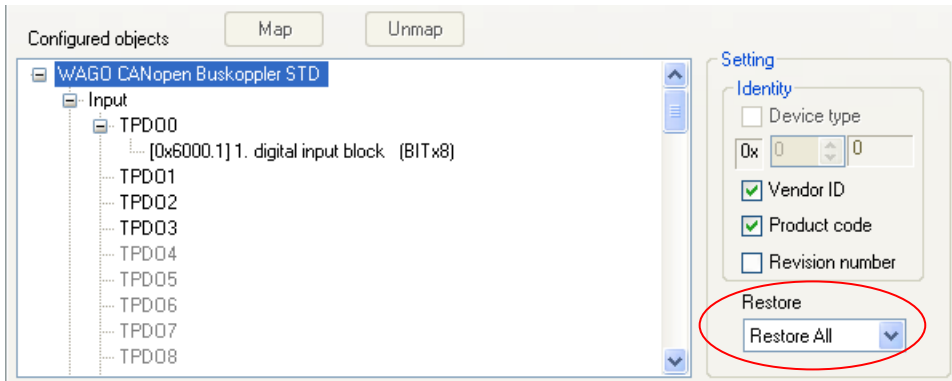 Configured objects
Map
Unmap
WAGO CANopen Buskoppler STD
Input
TPDO0
[0x6000.1] 1. digital input block (BITx8)
TPDO1
TPDO2
TPDO3
TPDO4
TPDO5
TPDO6
TPDO7
TPDO8
Setting
Identity
Device type
0x 0 0
Vendor ID
Product code
Revision number
Restore
Restore All